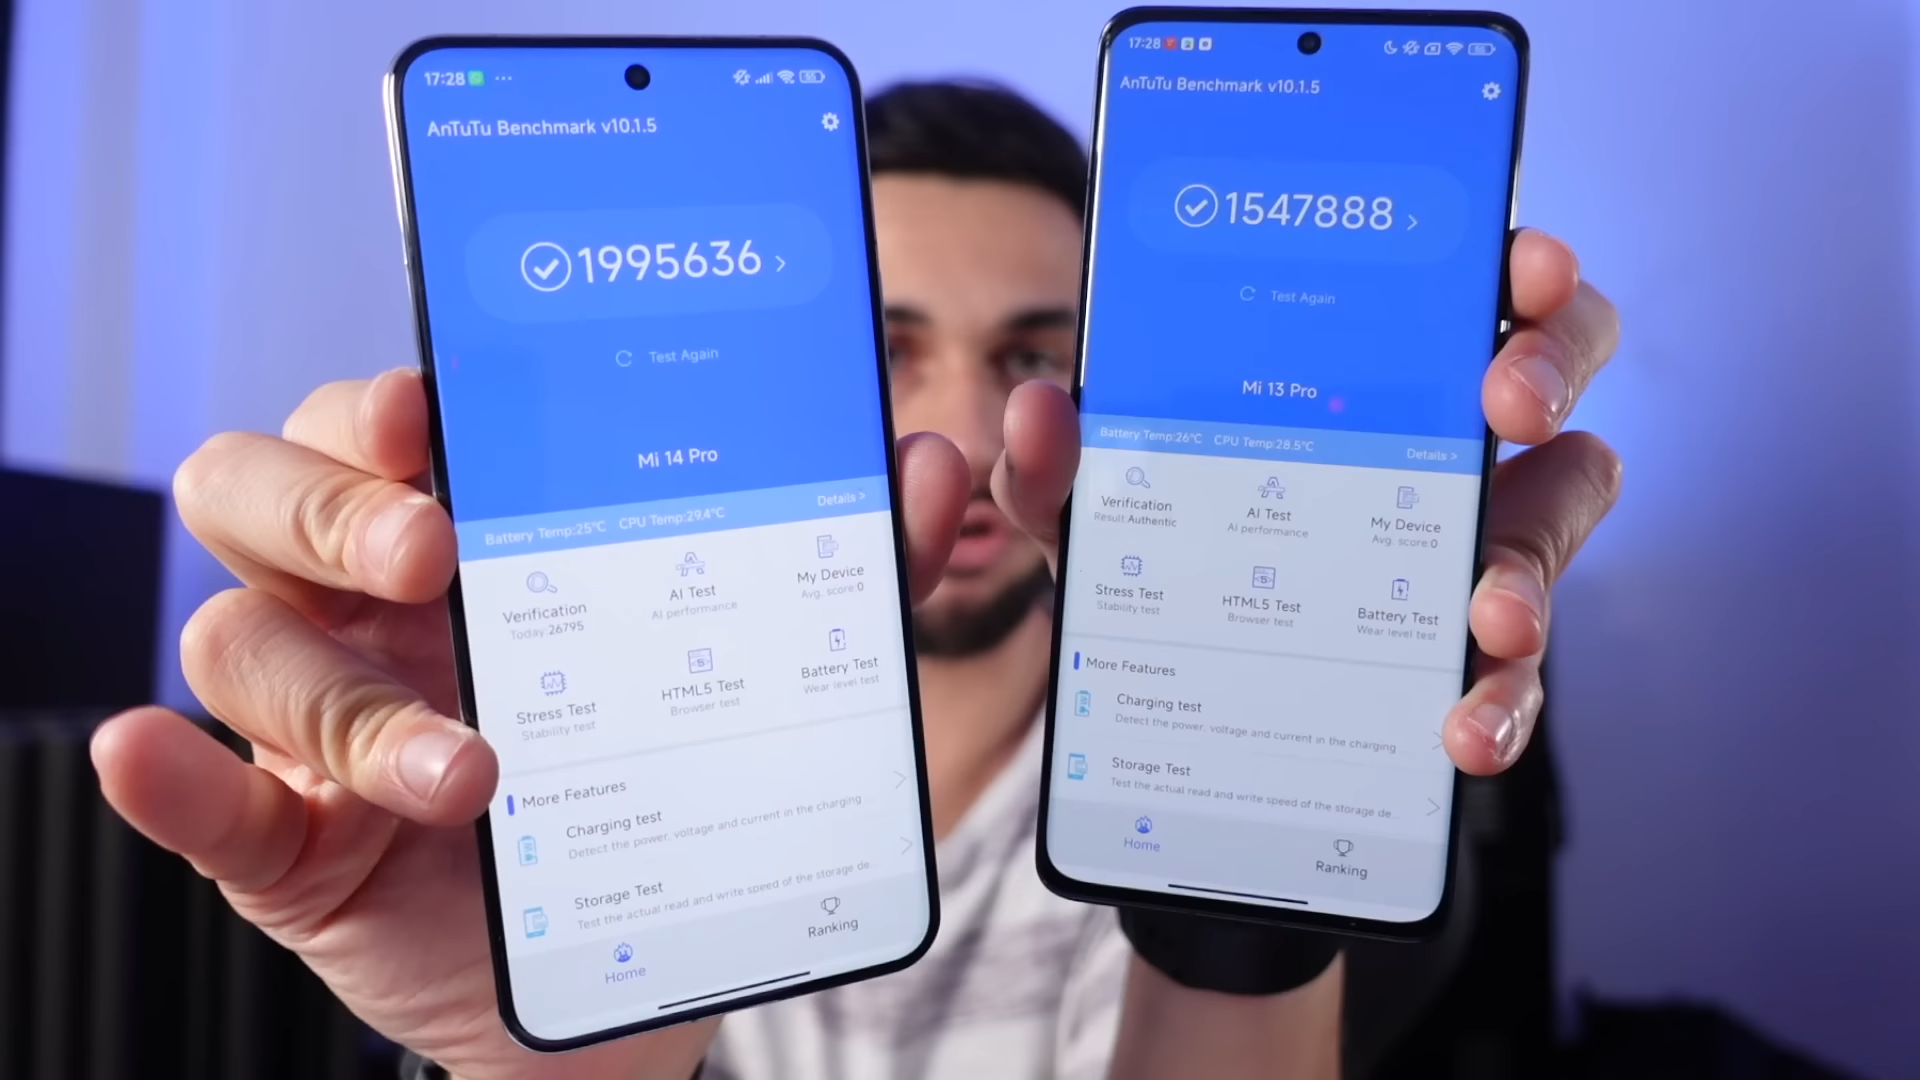 17:28
AnTuTu Benchmark v10.1.5
1995636 >
Test Again
Mi 14 Pro
Battery Temp:25°C CPU Temp:29.4°C Details >
Verification
Today:26795
AI Test
AI performance
My Device
Avg. score:0
Stress Test
Stability test
HTML5 Test
Browser test
Battery Test
Wear level test
More Features
Charging test
Detect the power, voltage and current in the charging
Storage Test
Test the actual read and write speed of the storage de...
Home
Ranking
17:28
AnTuTu Benchmark v10.1.5
1547888 >
Test Again
Mi 13 Pro
Battery Temp:26°C CPU Temp:28.5°C Details >
Verification
Result:Authentic
AI Test
AI performance
My Device
Avg. score:0
Stress Test
Stability test
HTML5 Test
Browser test
Battery Test
Wear level test
More Features
Charging test
Detect the power, voltage and current in the charging
Storage Test
Test the actual read and write speed of the storage de...
Home
Ranking